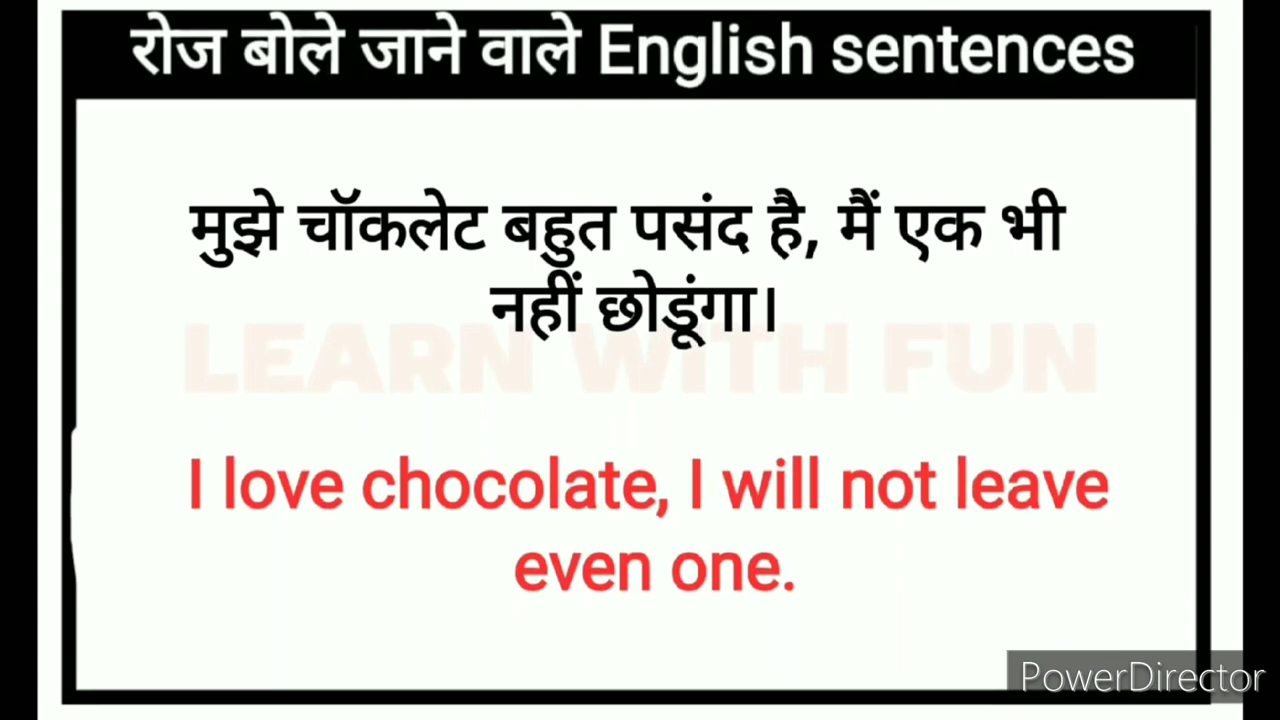 रोज बोले जाने वाले English sentences
मुझे चॉकलेट बहुत पसंद है, मैं एक भी
नहीं छोडूंगा।
LEARN WITH FUN
I love chocolate, I will not leave
even one.
PowerDirector